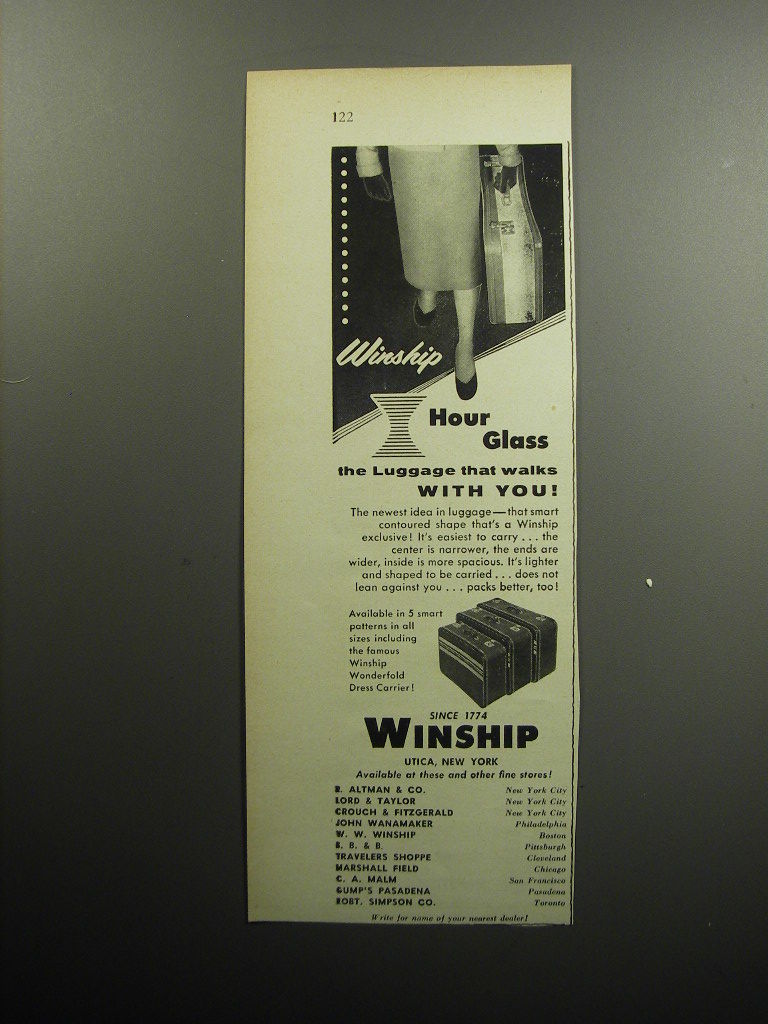 122
Winship
Hour
Glass
the Luggage that walks
WITH YOU!
The newest idea in luggage—that smart
contoured shape that's a Winship
exclusive! It's easiest to carry . . . the
center is narrower, the ends are
wider, inside is more spacious. It's lighter
and shaped to be carried . . . does not
lean against you . . . packs better, too!
Available in 5 smart
patterns in all
sizes including
the famous
Winship
Wonderfold
Dress Carrier!
SINCE 1774
WINSHIP
UTICA, NEW YORK
Available at these and other fine stores!
B. ALTMAN & CO. New York City
LORD & TAYLOR New York City
CROUCH & FITZGERALD New York City
JOHN WANAMAKER Philadelphia
W. W. WINSHIP Boston
B. B. & B. Pittsburgh
TRAVELERS SHOPPE Cleveland
MARSHALL FIELD Chicago
C. A. MALM San Francisco
GUMP'S PASADENA Pasadena
ROBT. SIMPSON CO. Toronto
Write for name of your nearest dealer!